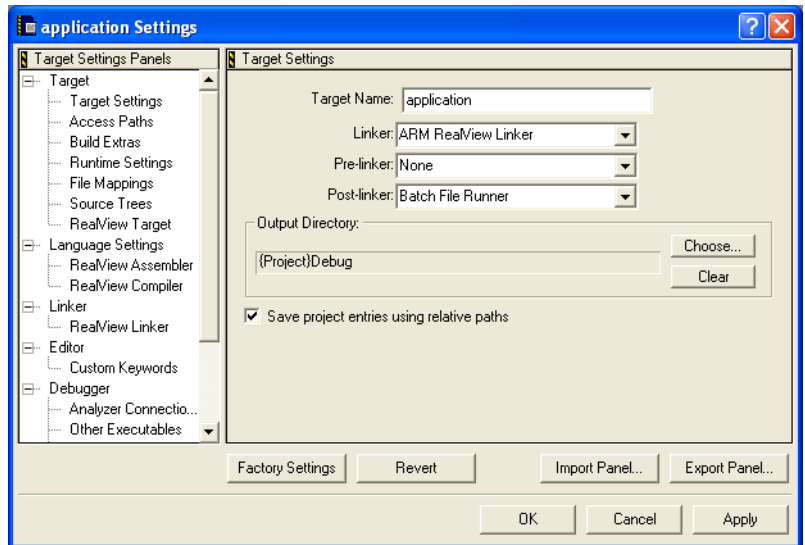 application Settings
Target Settings Panels
Target
Target Settings
Access Paths
Build Extras
Runtime Settings
File Mappings
Source Trees
RealView Target
Language Settings
RealView Assembler
RealView Compiler
Linker
RealView Linker
Editor
Custom Keywords
Debugger
Analyzer Connectio...
Other Executables
Target Settings
Target Name: application
Linker: ARM RealView Linker
Pre-linker: None
Post-linker: Batch File Runner
Output Directory:
{Project}Debug
Choose...
Clear
Save project entries using relative paths
Factory Settings Revert Import Panel... Export Panel...
OK Cancel Apply